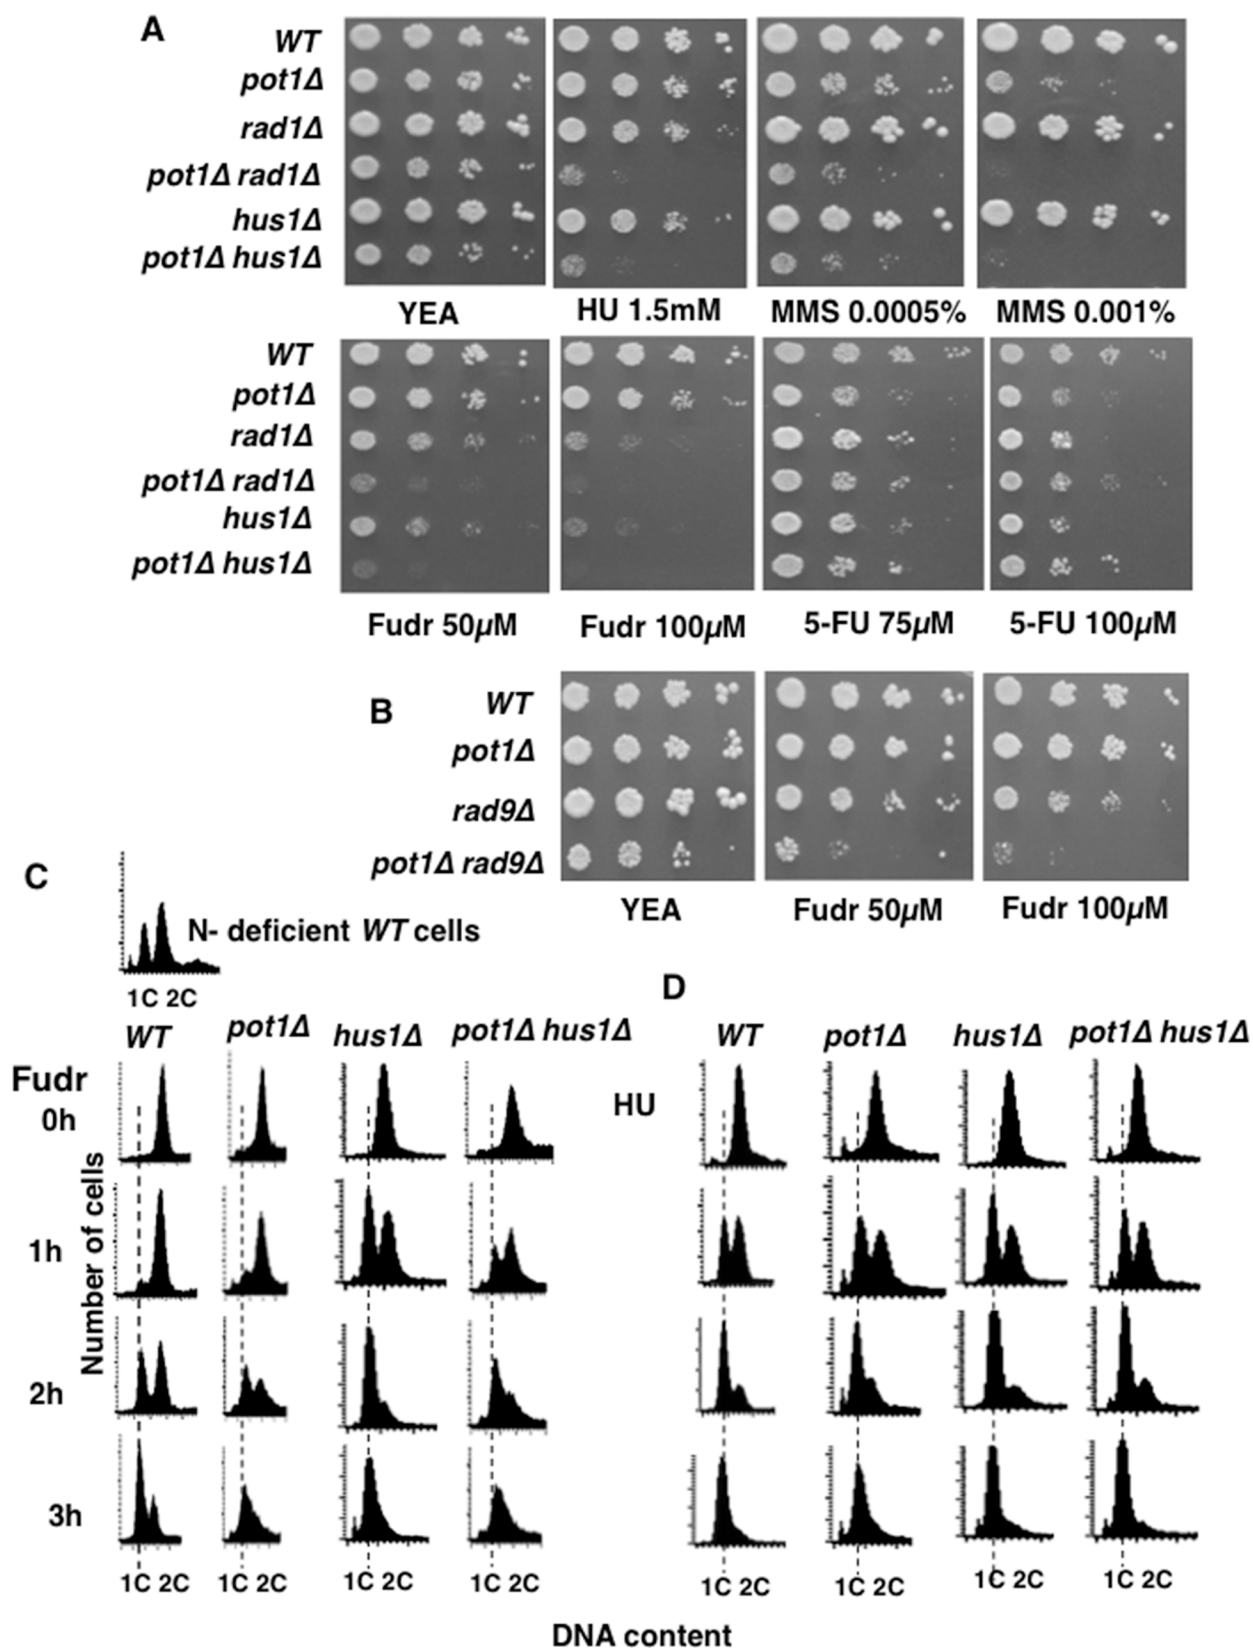 A
WT
pot1Δ
rad1Δ
pot1Δ rad1Δ
hus1Δ
pot1Δ hus1Δ
YEA
HU 1.5mM
MMS 0.0005%
MMS 0.001%
WT
pot1Δ
rad1Δ
pot1Δ rad1Δ
hus1Δ
pot1Δ hus1Δ
Fudr 50µM
Fudr 100µM
5-FU 75µM
5-FU 100µM
B
WT
pot1Δ
rad9Δ
pot1Δ rad9Δ
YEA
Fudr 50µM
Fudr 100µM
C
N- deficient WT cells
1C 2C
WT
pot1Δ
hus1Δ
pot1Δ hus1Δ
Fudr
0h
1h
2h
3h
Number of cells
1C 2C
1C 2C
1C 2C
1C 2C
D
WT
pot1Δ
hus1Δ
pot1Δ hus1Δ
HU
1C 2C
1C 2C
1C 2C
1C 2C
DNA content